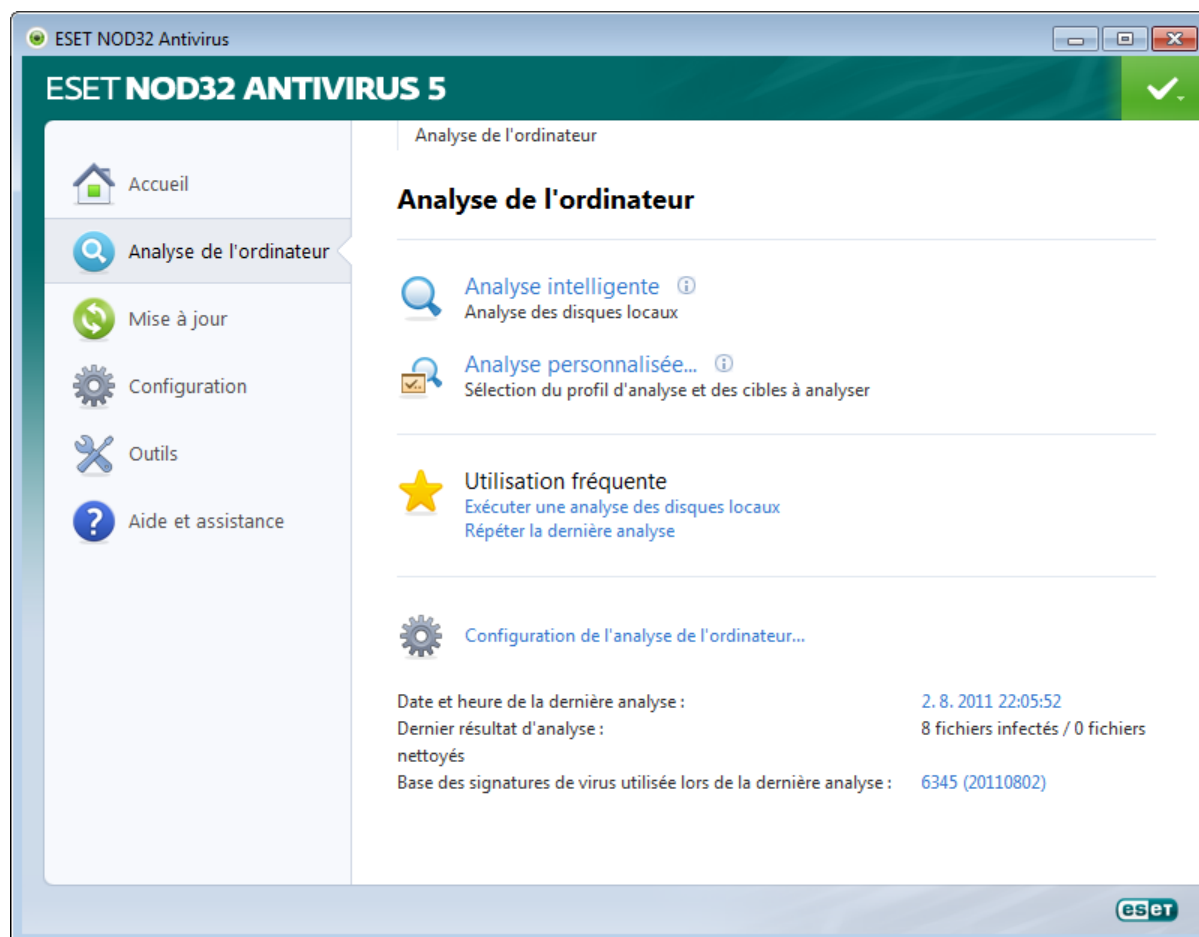 ESET NOD32 Antivirus
ESET NOD32 ANTIVIRUS 5
Accueil
Analyse de l'ordinateur
Mise à jour
Configuration
Outils
Aide et assistance
Analyse de l'ordinateur
Analyse de l'ordinateur
Analyse intelligente
Analyse des disques locaux
Analyse personnalisée...
Sélection du profil d'analyse et des cibles à analyser
Utilisation fréquente
Exécuter une analyse des disques locaux
Répéter la dernière analyse
Configuration de l'analyse de l'ordinateur...
Date et heure de la dernière analyse : 2. 8. 2011 22:05:52
Dernier résultat d'analyse : 8 fichiers infectés / 0 fichiers
nettoyés
Base des signatures de virus utilisée lors de la dernière analyse : 6345 (20110802)
eseT